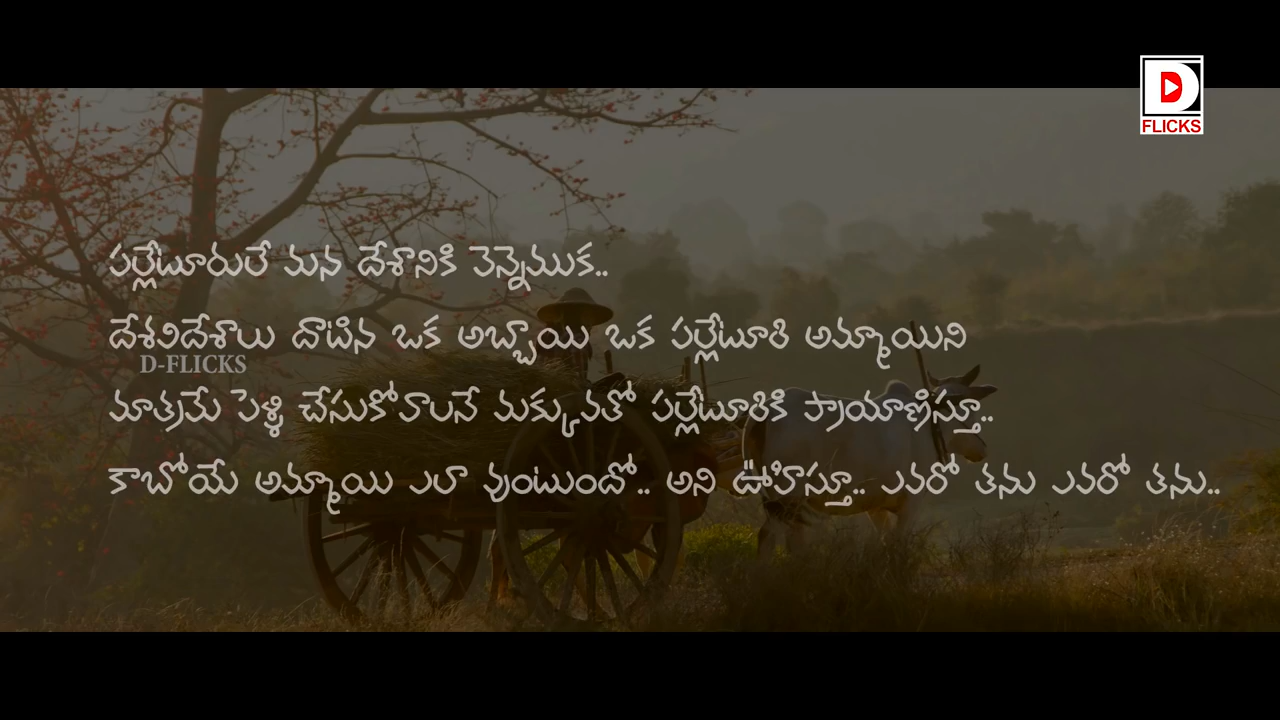 D
FLICKS
పల్లేటూరులే మన దేశానికి వెన్నెముక..
దేశవిదేశాలు దాటిన ఒక అబ్బాయి ఒక పల్లేటూరి అమ్మాయిని
D-FLICKS
మాత్రమే పెళ్ళి చేసుకోవాలనే మక్కువతో పల్లేటూరికి ప్రాయాణిస్తూ..
కాబోయే అమ్మాయి ఎలా వుంటుందో.. అని ఊహిస్తూ.. ఎవరో తను ఎవరో తను..